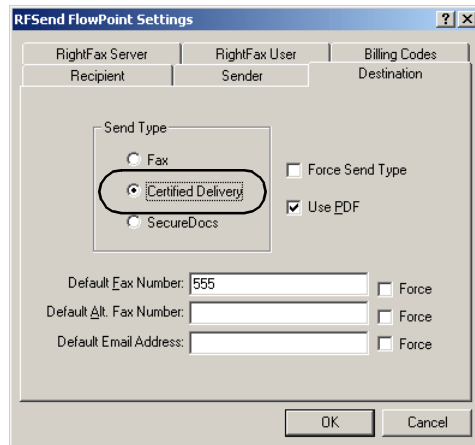 RFSend FlowPoint Settings
RightFax Server RightFax User Billing Codes
Recipient Sender Destination
Send Type
Fax
Certified Delivery
SecureDocs
Force Send Type
Use PDF
Default Fax Number: 555 Force
Default Alt. Fax Number: Force
Default Email Address: Force
OK Cancel